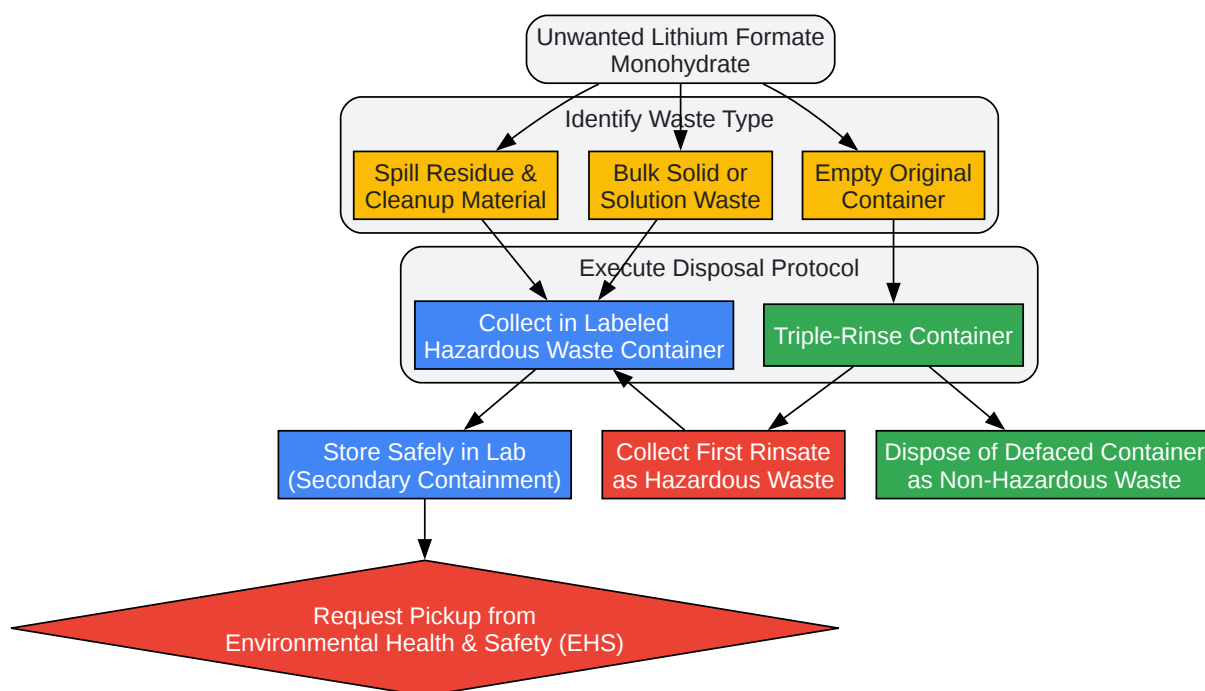 Unwanted Lithium Formate
Monohydrate
Identify Waste Type
Spill Residue &
Cleanup Material
Bulk Solid or
Solution Waste
Empty Original
Container
Execute Disposal Protocol
Collect in Labeled
Hazardous Waste Container
Triple-Rinse Container
Store Safely in Lab
(Secondary Containment)
Collect First Rinsate
as Hazardous Waste
Dispose of Defaced Container
as Non-Hazardous Waste
Request Pickup from
Environmental Health & Safety (EHS)